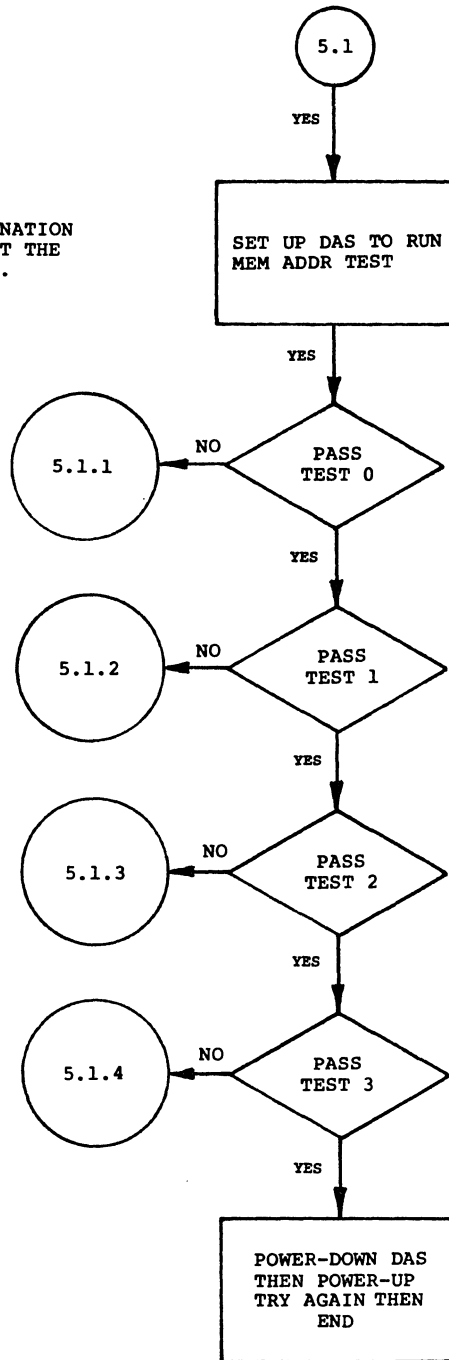 5.1
YES
NATION
T THE
.
SET UP DAS TO RUN
MEM ADDR TEST
YES
5.1.1
NO
PASS
TEST 0
YES
5.1.2
NO
PASS
TEST 1
YES
5.1.3
NO
PASS
TEST 2
YES
5.1.4
NO
PASS
TEST 3
YES
POWER-DOWN DAS
THEN POWER-UP
TRY AGAIN THEN
END